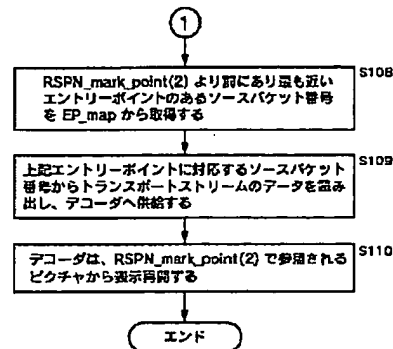 1
RSPN_mark_point(2) より前にあり最も近い
エントリーポイントのあるソースパケット番号
を EP_map から取得する
S108
上記エントリーポイントに対応するソースパケット
番号からトランスポートストリームのデータを読み
出し、デコーダへ供給する
S109
デコーダは、RSPN_mark_point(2) で参照される
ピクチャから表示再開する
S110
エンド